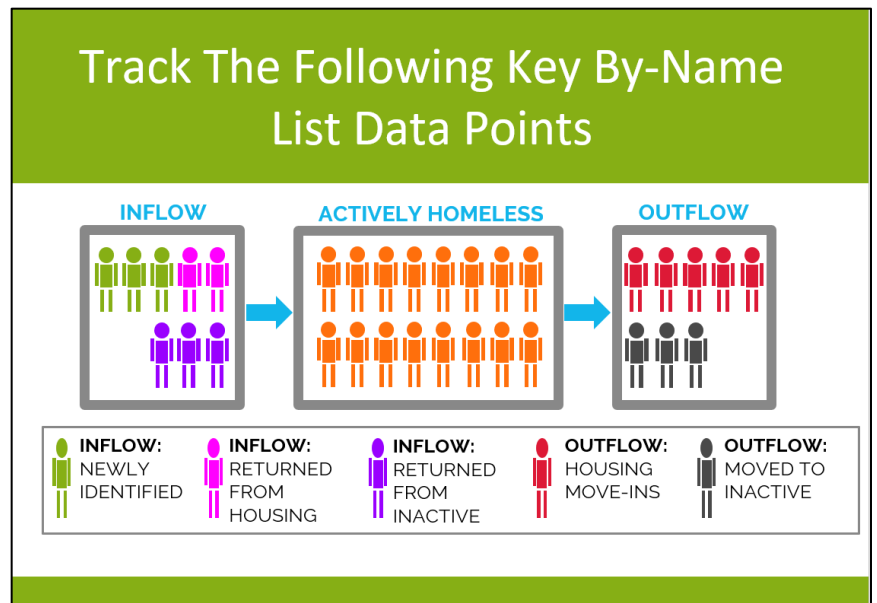 Track The Following Key By-Name
List Data Points
INFLOW
ACTIVELY HOMELESS
OUTFLOW
INFLOW:
NEWLY
IDENTIFIED
INFLOW:
RETURNED
FROM
HOUSING
INFLOW:
RETURNED
FROM
INACTIVE
OUTFLOW:
HOUSING
MOVE-INS
OUTFLOW:
MOVED TO
INACTIVE